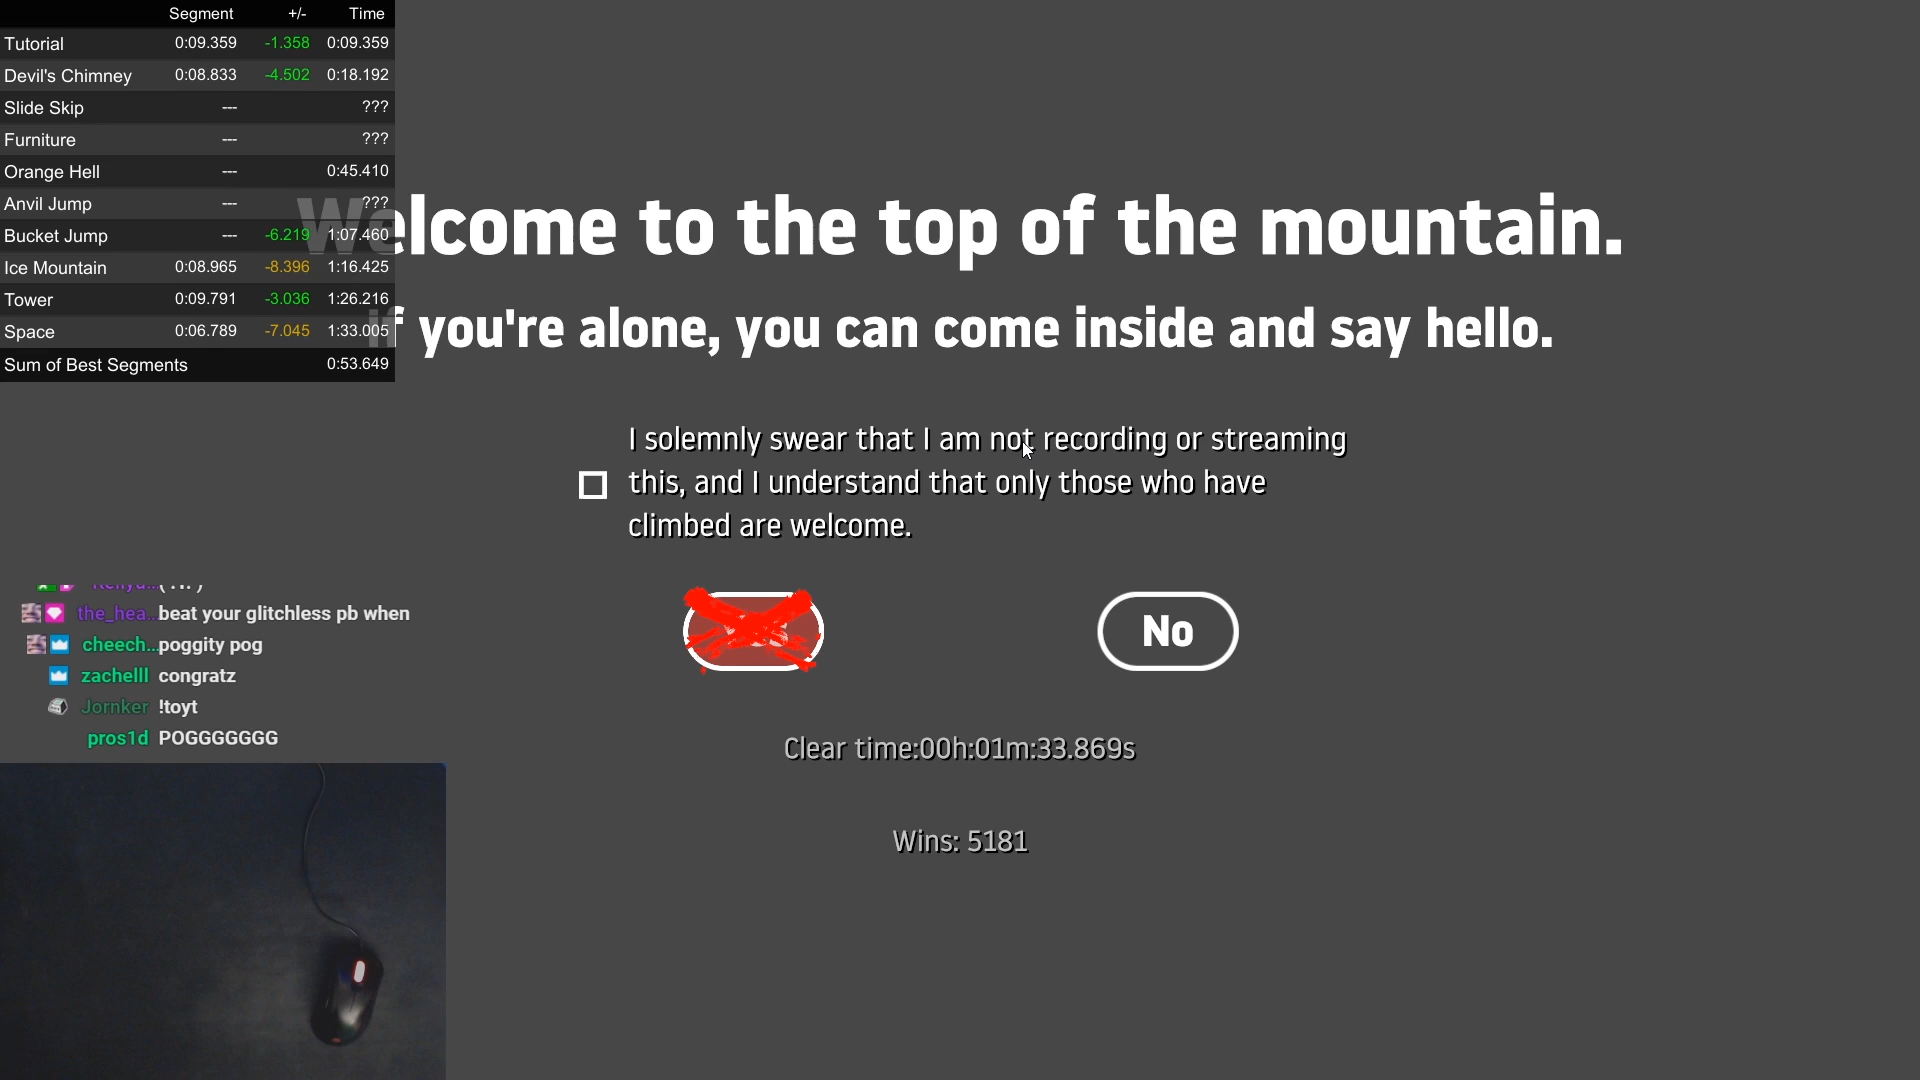 Segment +/- Time
Tutorial 0:09.359 -1.358 0:09.359
Devil's Chimney 0:08.833 -4.502 0:18.192
Slide Skip --- ???
Furniture --- ???
Orange Hell --- 0:45.410
Anvil Jump --- ???
Bucket Jump --- -6.219 1:07.460
Ice Mountain 0:08.965 -8.396 1:16.425
Tower 0:09.791 -3.036 1:26.216
Space 0:06.789 -7.045 1:33.005
Sum of Best Segments 0:53.649
Welcome to the top of the mountain.
if you're alone, you can come inside and say hello.
I solemnly swear that I am not recording or streaming
this, and I understand that only those who have
climbed are welcome.
No
Clear time:00h:01m:33.869s
Wins: 5181
the_hea... beat your glitchless pb when
cheech... poggity pog
zachelll congratz
Jornker !toyt
pros1d POGGGGGGG